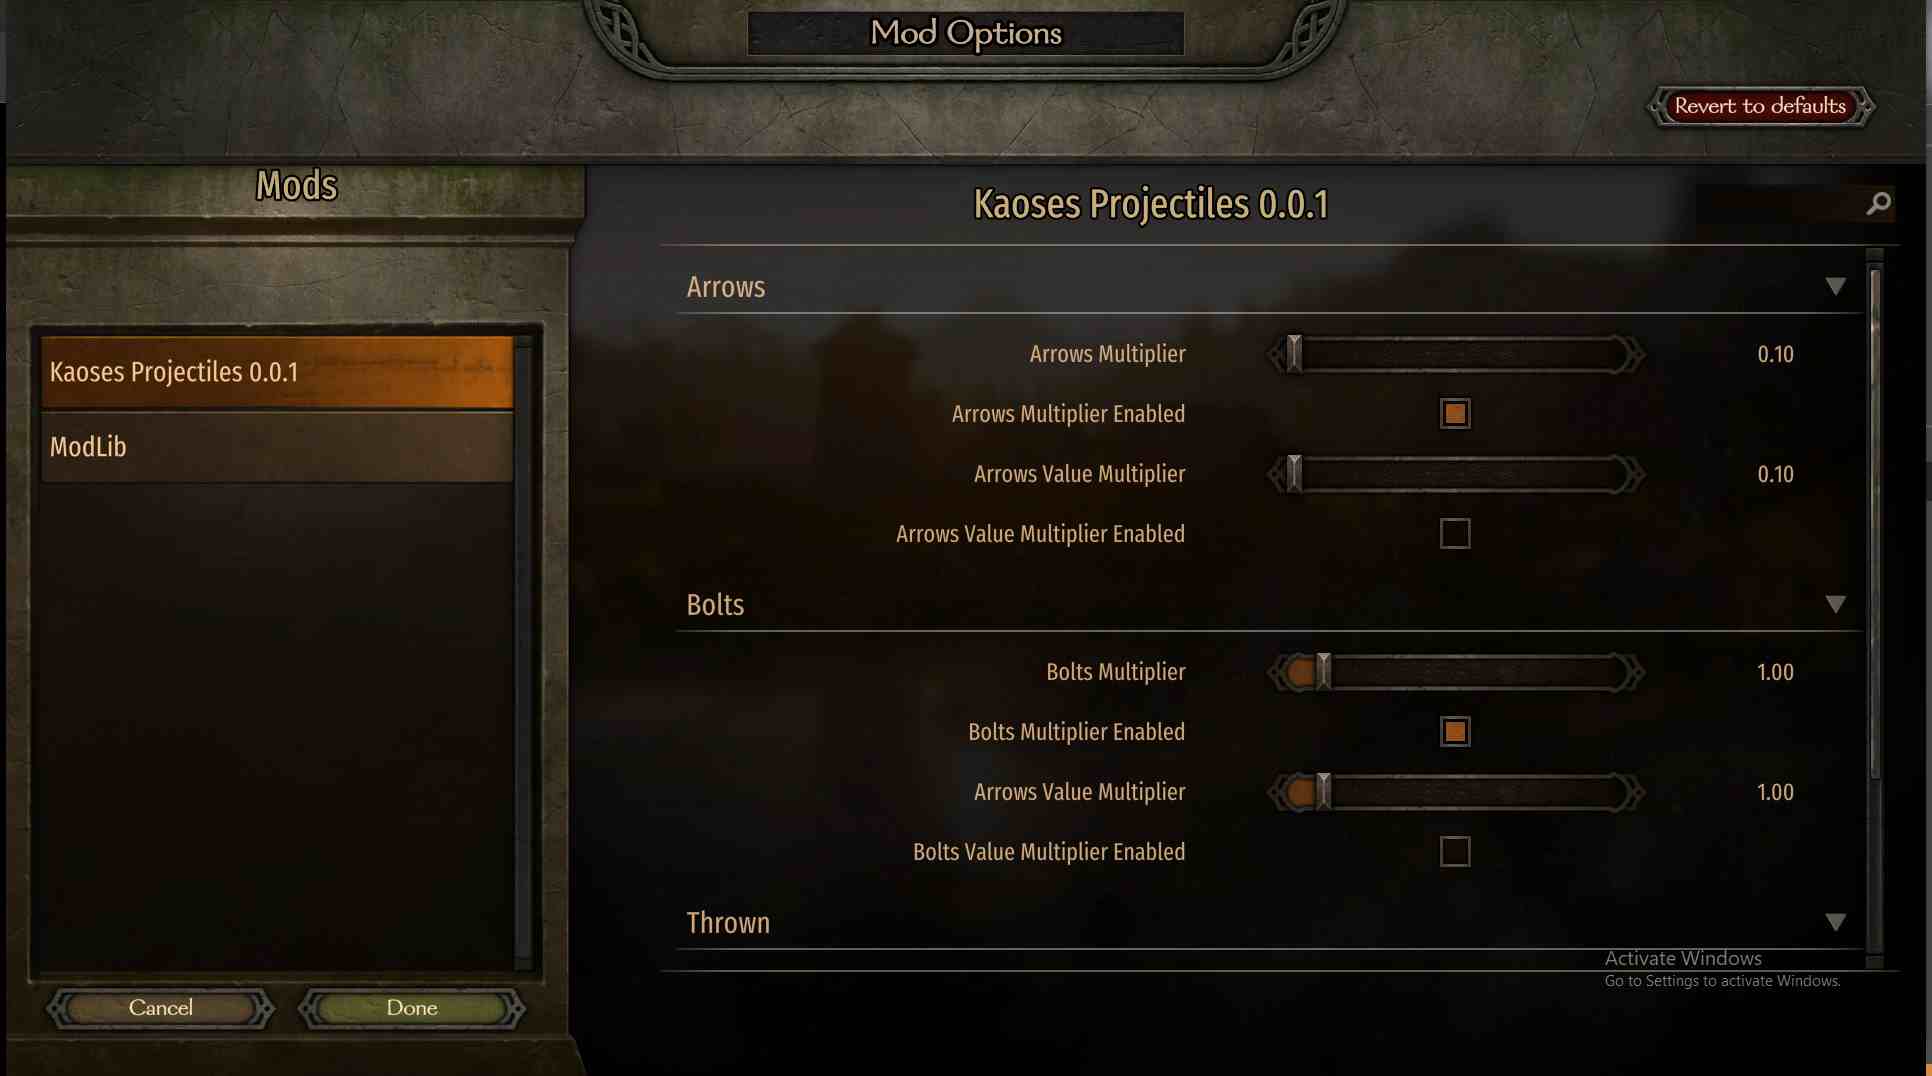 Mod Options
Revert to defaults
Mods
Kaoses Projectiles 0.0.1
ModLib
Cancel
Done
Kaoses Projectiles 0.0.1
Arrows
Arrows Multiplier 0.10
Arrows Multiplier Enabled
Arrows Value Multiplier 0.10
Arrows Value Multiplier Enabled
Bolts
Bolts Multiplier 1.00
Bolts Multiplier Enabled
Arrows Value Multiplier 1.00
Bolts Value Multiplier Enabled
Thrown
Activate Windows
Go to Settings to activate Windows.